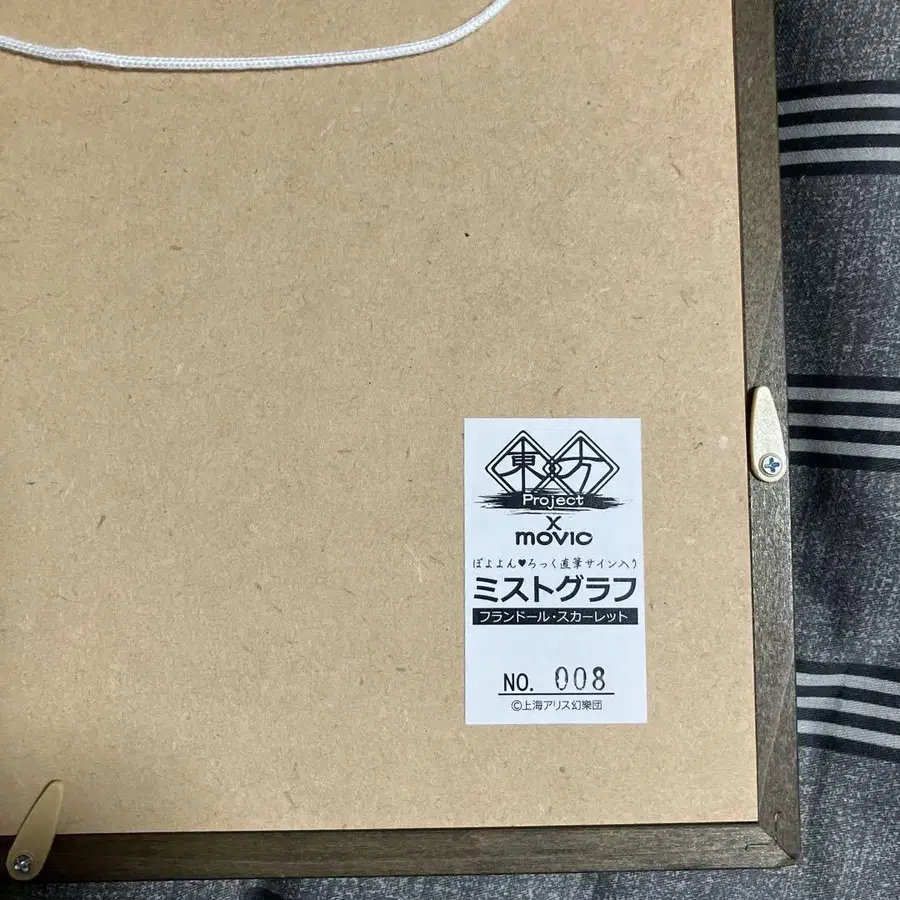 東方
Project
x
movic
ぽよよん♥ろっく直筆サイン入り
ミストグラフ
フランドール・スカーレット
NO. 008
©上海アリス幻樂団